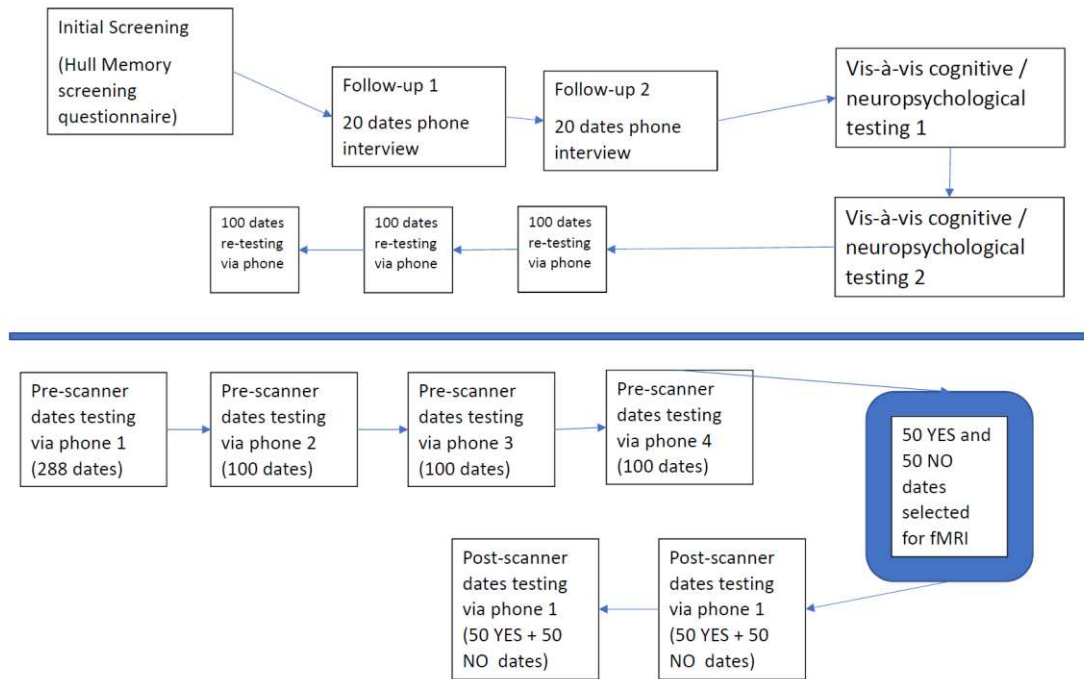 Initial Screening
(Hull Memory
screening
questionnaire)
Follow-up 1
20 dates phone
interview
Follow-up 2
20 dates phone
interview
Vis-à-vis cognitive /
neuropsychological
testing 1
Vis-à-vis cognitive /
neuropsychological
testing 2
100 dates
re-testing
via phone
100 dates
re-testing
via phone
100 dates
re-testing
via phone
Pre-scanner
dates testing
via phone 1
(288 dates)
Pre-scanner
dates testing
via phone 2
(100 dates)
Pre-scanner
dates testing
via phone 3
(100 dates)
Pre-scanner
dates testing
via phone 4
(100 dates)
50 YES and
50 NO
dates
selected
for fMRI
Post-scanner
dates testing
via phone 1
(50 YES + 50
NO dates)
Post-scanner
dates testing
via phone 1
(50 YES + 50
NO dates)